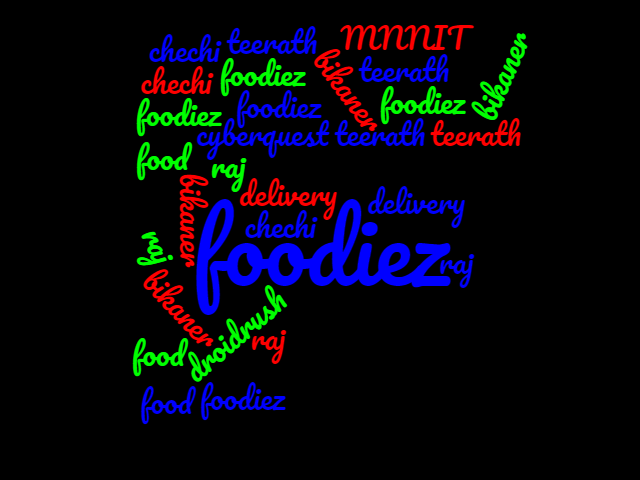 chechi teerath MNNIT
chechi foodiez bikaner teerath bikaner
foodiez foodiez foodiez
cyberquest teerath teerath
food raj
bikaner delivery delivery
chechi
raj foodiez raj
bikaner
food droidrush raj
food foodiez